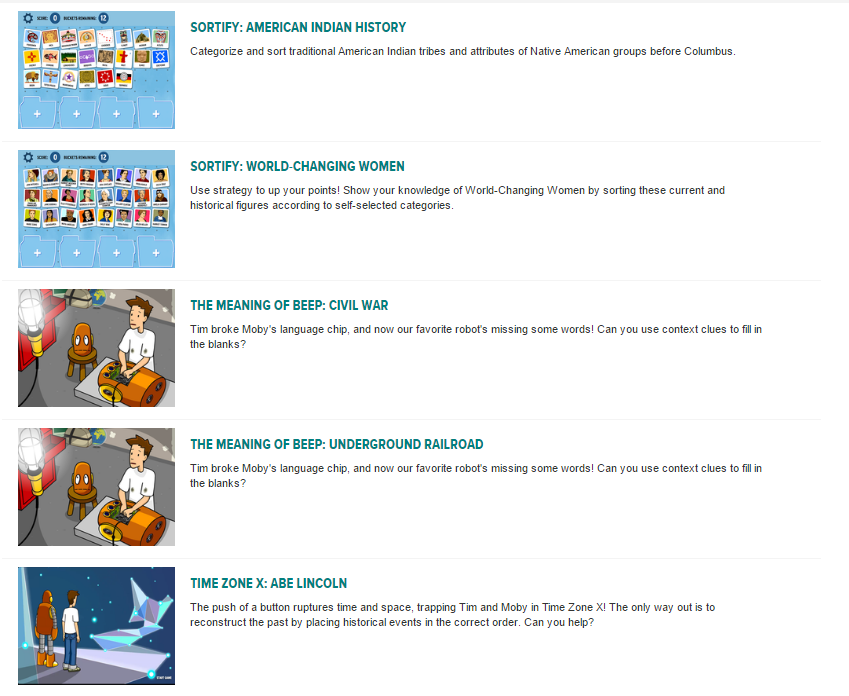 SCORE: 0 BUCKETS REMAINING: 12
SORTIFY: AMERICAN INDIAN HISTORY
Categorize and sort traditional American Indian tribes and attributes of Native American groups before Columbus.
SCORE: 0 BUCKETS REMAINING: 12
SORTIFY: WORLD-CHANGING WOMEN
Use strategy to up your points! Show your knowledge of World-Changing Women by sorting these current and
historical figures according to self-selected categories.
THE MEANING OF BEEP: CIVIL WAR
Tim broke Moby's language chip, and now our favorite robot's missing some words! Can you use context clues to fill in
the blanks?
THE MEANING OF BEEP: UNDERGROUND RAILROAD
Tim broke Moby's language chip, and now our favorite robot's missing some words! Can you use context clues to fill in
the blanks?
TIME ZONE X: ABE LINCOLN
The push of a button ruptures time and space, trapping Tim and Moby in Time Zone X! The only way out is to
reconstruct the past by placing historical events in the correct order. Can you help?
START GAME